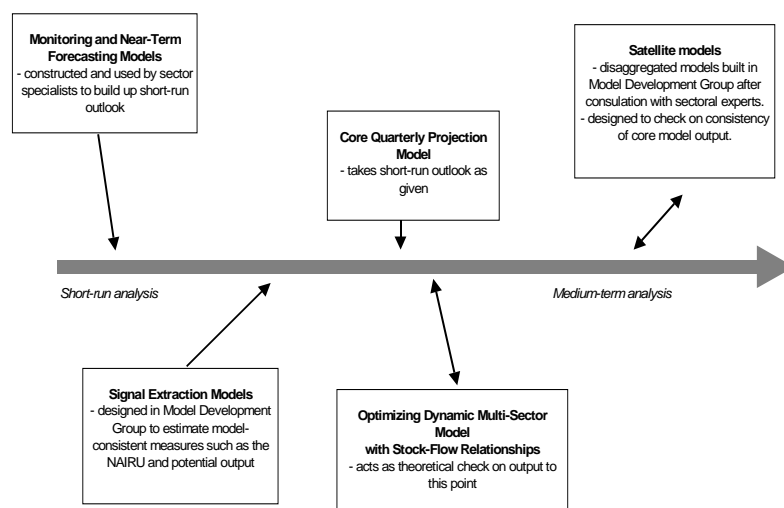 Monitoring and Near-Term
Forecasting Models
- constructed and used by sector
specialists to build up short-run
outlook
Core Quarterly Projection
Model
- takes short-run outlook as
given
Satellite models
- disaggregated models built in
Model Development Group after
consulation with sectoral experts.
- designed to check on consistency
of core model output.
Short-run analysis
Medium-term analysis
Signal Extraction Models
- designed in Model Development
Group to estimate model-
consistent measures such as the
NAIRU and potential output
Optimizing Dynamic Multi-Sector
Model
with Stock-Flow Relationships
- acts as theoretical check on output to
this point